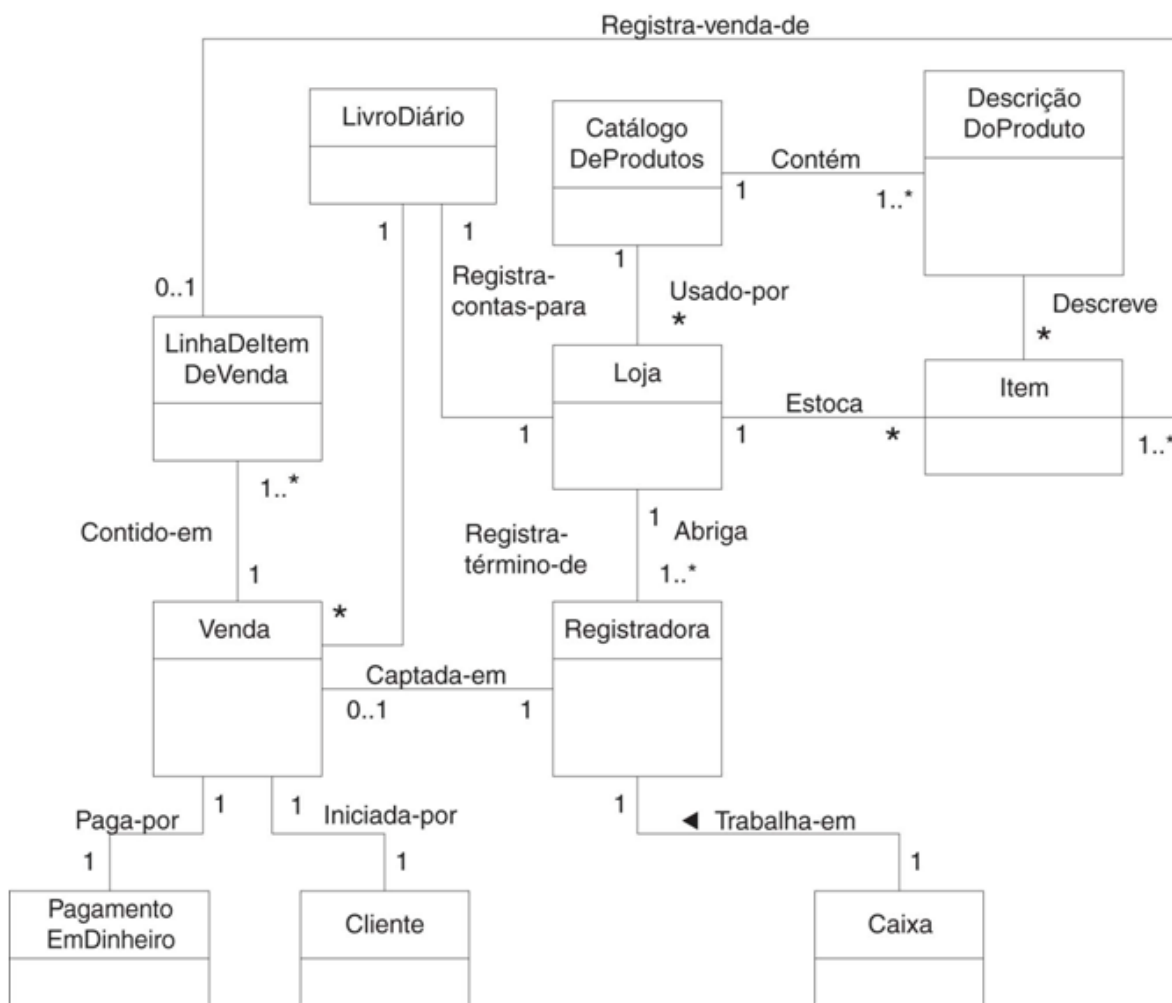 Registra-venda-de
LivroDiário
Catálogo
DeProdutos
Descrição
DoProduto
Contém
1
1..*
1
1
1
Registra-
contas-para
Usado-por
*
Descreve
*
0..1
LinhaDeItem
DeVenda
Loja
Item
Estoca
1
1
*
1..*
1..*
Contido-em
1
Registra-
término-de
1
Abriga
1..*
Venda
*
Registradora
Captada-em
0..1
1
Paga-por
1
1
Iniciada-por
1
◄ Trabalha-em
1
1
1
Pagamento
EmDinheiro
Cliente
Caixa